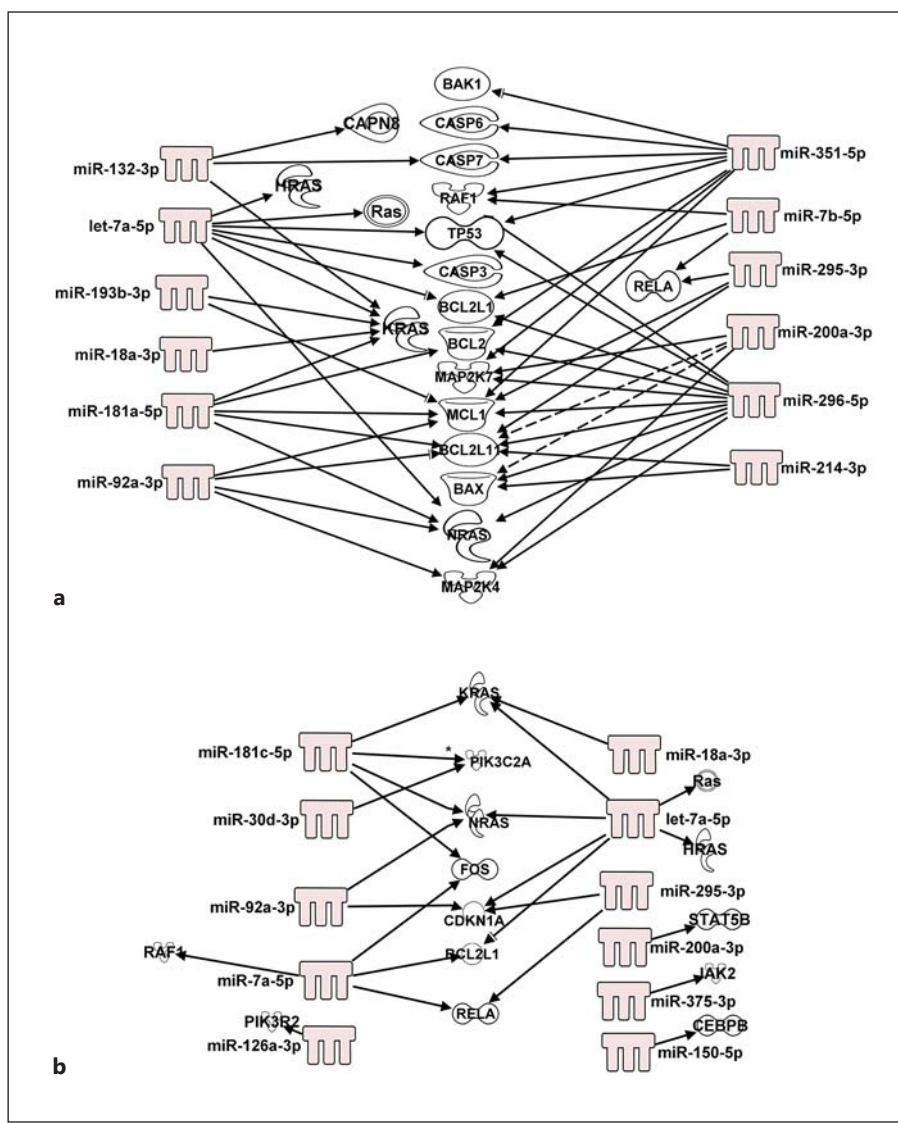 BAK1
CAPN8
CASP6
miR-132-3p
CASP7
miR-351-5p
HRAS
RAF1
let-7a-5p
Ras
TP53
miR-7b-5p
CASP3
miR-295-3p
miR-193b-3p
RELA
BCL2L1
KRAS
BCL2
miR-200a-3p
miR-18a-3p
MAP2K7
miR-181a-5p
MCL1
miR-296-5p
BCL2L11
miR-92a-3p
miR-214-3p
BAX
NRAS
MAP2K4
a
KRAS
miR-181c-5p
*
PIK3C2A
miR-18a-3p
Ras
miR-30d-3p
NRAS
let-7a-5p
HRAS
FOS
miR-295-3p
miR-92a-3p
CDKN1A
STAT5B
RAF1
BCL2L1
miR-200a-3p
miR-7a-5p
JAK2
miR-375-3p
RELA
PIK3R2
CEBPB
miR-126a-3p
miR-150-5p
b